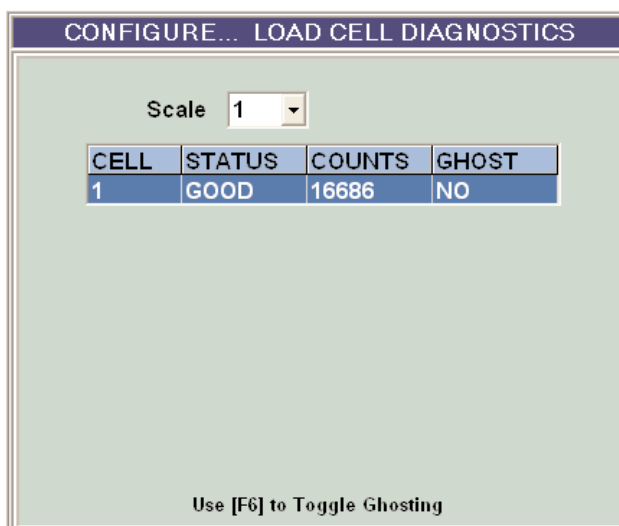 CONFIGURE... LOAD CELL DIAGNOSTICS
Scale 1
CELL STATUS COUNTS GHOST
1 GOOD 16686 NO
Use [F6] to Toggle Ghosting